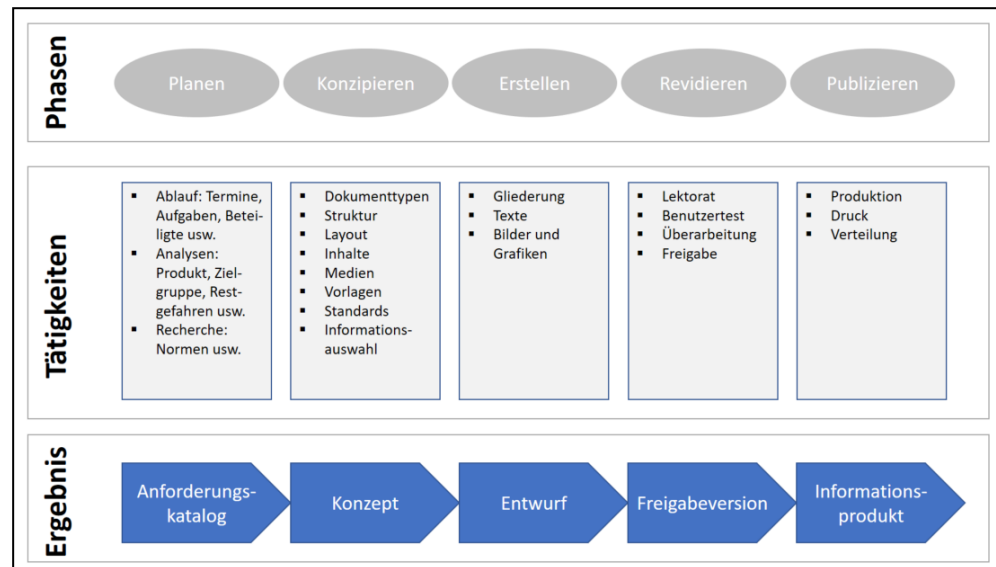 Phasen
Planen
Konzipieren
Erstellen
Revidieren
Publizieren
Tätigkeiten
▪ Ablauf: Termine,
Aufgaben, Betei-
ligte usw.
▪ Analysen:
Produkt, Ziel-
gruppe, Rest-
gefahren usw.
▪ Recherche:
Normen usw.
▪ Dokumenttypen
▪ Struktur
▪ Layout
▪ Inhalte
▪ Medien
▪ Vorlagen
▪ Standards
▪ Informations-
auswahl
▪ Gliederung
▪ Texte
▪ Bilder und
Grafiken
▪ Lektorat
▪ Benutzertest
▪ Überarbeitung
▪ Freigabe
▪ Produktion
▪ Druck
▪ Verteilung
Ergebnis
Anforderungs-
katalog
Konzept
Entwurf
Freigabeversion
Informations-
produkt